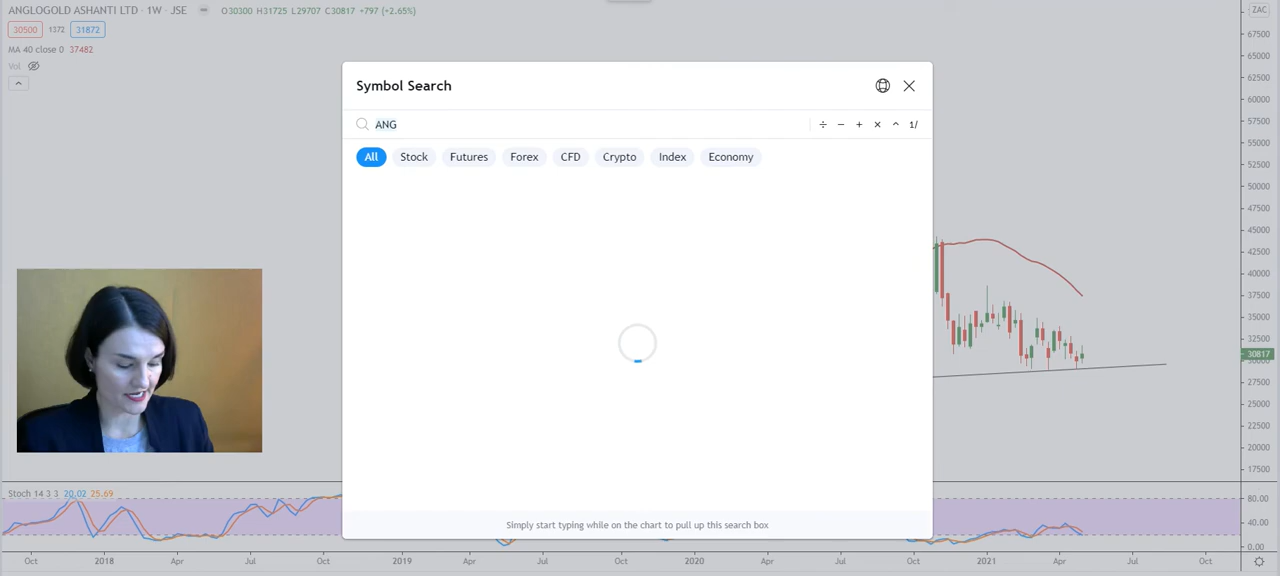 ANGLOGOLD ASHANTI LTD · 1W · JSE O30300 H31725 L29707 C30817 +797 (+2.65%)
30500 1372 31872
MA 40 close 0 37482
Vol
ZAC
67500
65000
62500
60000
57500
55000
52500
50000
47500
45000
42500
40000
37500
35000
32500
30817
27500
25000
22500
20000
17500
Symbol Search
ANG
÷ − + × ^ 1/
All Stock Futures Forex CFD Crypto Index Economy
Simply start typing while on the chart to pull up this search box
Stoch 14 3 3 20.02 25.69
80.00
40.00
0.00
Oct 2018 Apr Jul Oct 2019 Apr Jul Oct 2020 Apr Jul Oct 2021 Apr Jul Oct